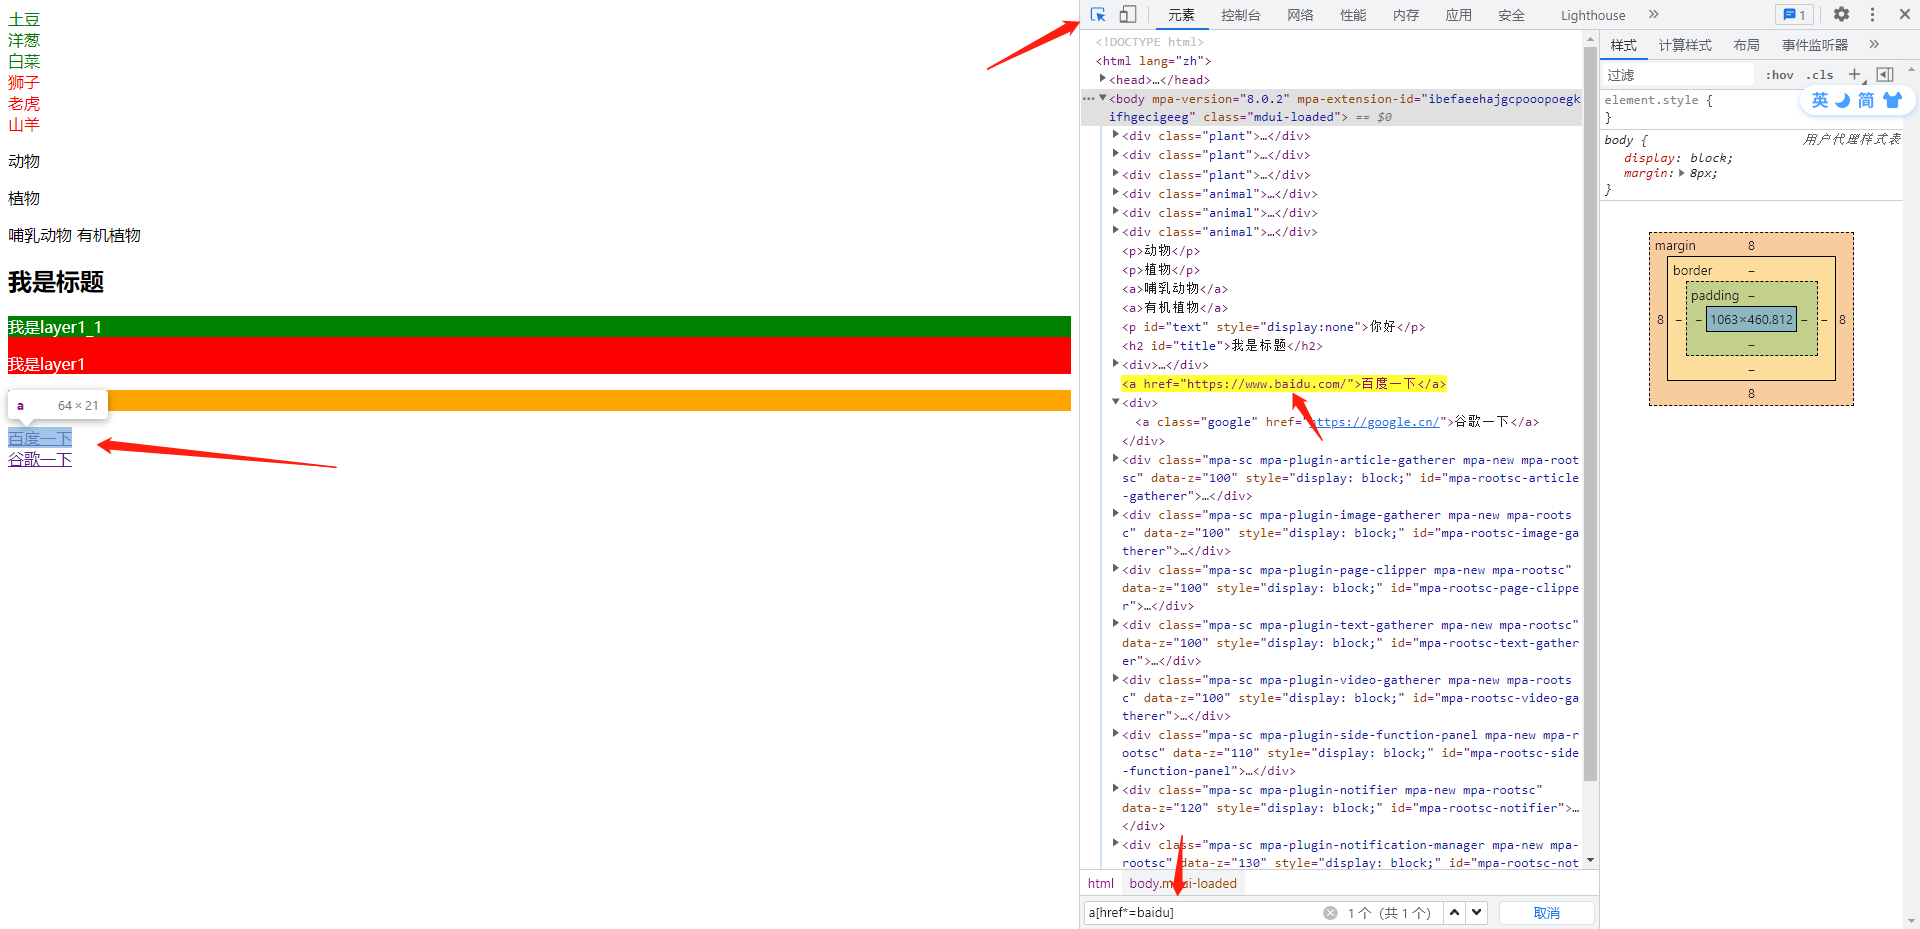 土豆
洋葱
白菜
狮子
老虎
山羊
动物
植物
哺乳动物 有机植物
我是标题
我是layer1_1
我是layer1
a 64 × 21
百度一下
谷歌一下
元素 控制台 网络 性能 内存 应用 安全 Lighthouse » 1
<!DOCTYPE html>
<html lang="zh">
<head>…</head>
<body mpa-version="8.0.2" mpa-extension-id="ibefaeehajgcpooopoegk
ifhgecigeeg" class="mdui-loaded"> == $0
<div class="plant">…</div>
<div class="plant">…</div>
<div class="plant">…</div>
<div class="animal">…</div>
<div class="animal">…</div>
<div class="animal">…</div>
<p>动物</p>
<p>植物</p>
<a>哺乳动物</a>
<a>有机植物</a>
<p id="text" style="display:none">你好</p>
<h2 id="title">我是标题</h2>
<div>…</div>
<a href="https://www.baidu.com/">百度一下</a>
<div>
<a class="google" href="https://google.cn/">谷歌一下</a>
</div>
<div class="mpa-sc mpa-plugin-article-gatherer mpa-new mpa-root
sc" data-z="100" style="display: block;" id="mpa-rootsc-article
-gatherer">…</div>
<div class="mpa-sc mpa-plugin-image-gatherer mpa-new mpa-roots
c" data-z="100" style="display: block;" id="mpa-rootsc-image-ga
therer">…</div>
<div class="mpa-sc mpa-plugin-page-clipper mpa-new mpa-rootsc"
data-z="100" style="display: block;" id="mpa-rootsc-page-clippe
r">…</div>
<div class="mpa-sc mpa-plugin-text-gatherer mpa-new mpa-rootsc"
data-z="100" style="display: block;" id="mpa-rootsc-text-gather
er">…</div>
<div class="mpa-sc mpa-plugin-video-gatherer mpa-new mpa-roots
c" data-z="100" style="display: block;" id="mpa-rootsc-video-ga
therer">…</div>
<div class="mpa-sc mpa-plugin-side-function-panel mpa-new mpa-r
ootsc" data-z="110" style="display: block;" id="mpa-rootsc-side
-function-panel">…</div>
<div class="mpa-sc mpa-plugin-notifier mpa-new mpa-rootsc"
data-z="120" style="display: block;" id="mpa-rootsc-notifier">…
</div>
<div class="mpa-sc mpa-plugin-notification-manager mpa-new mpa-
rootsc" data-z="130" style="display: block;" id="mpa-rootsc-not
html body.mdui-loaded
a[href*=baidu] 1 个 (共 1 个) 取消
样式 计算样式 布局 事件监听器 »
过滤 :hov .cls
element.style {
}
英 简
body { 用户代理样式表
display: block;
margin: 8px;
}
margin 8
border –
padding –
8 – – 1063×460.812 – – 8
–
–
8